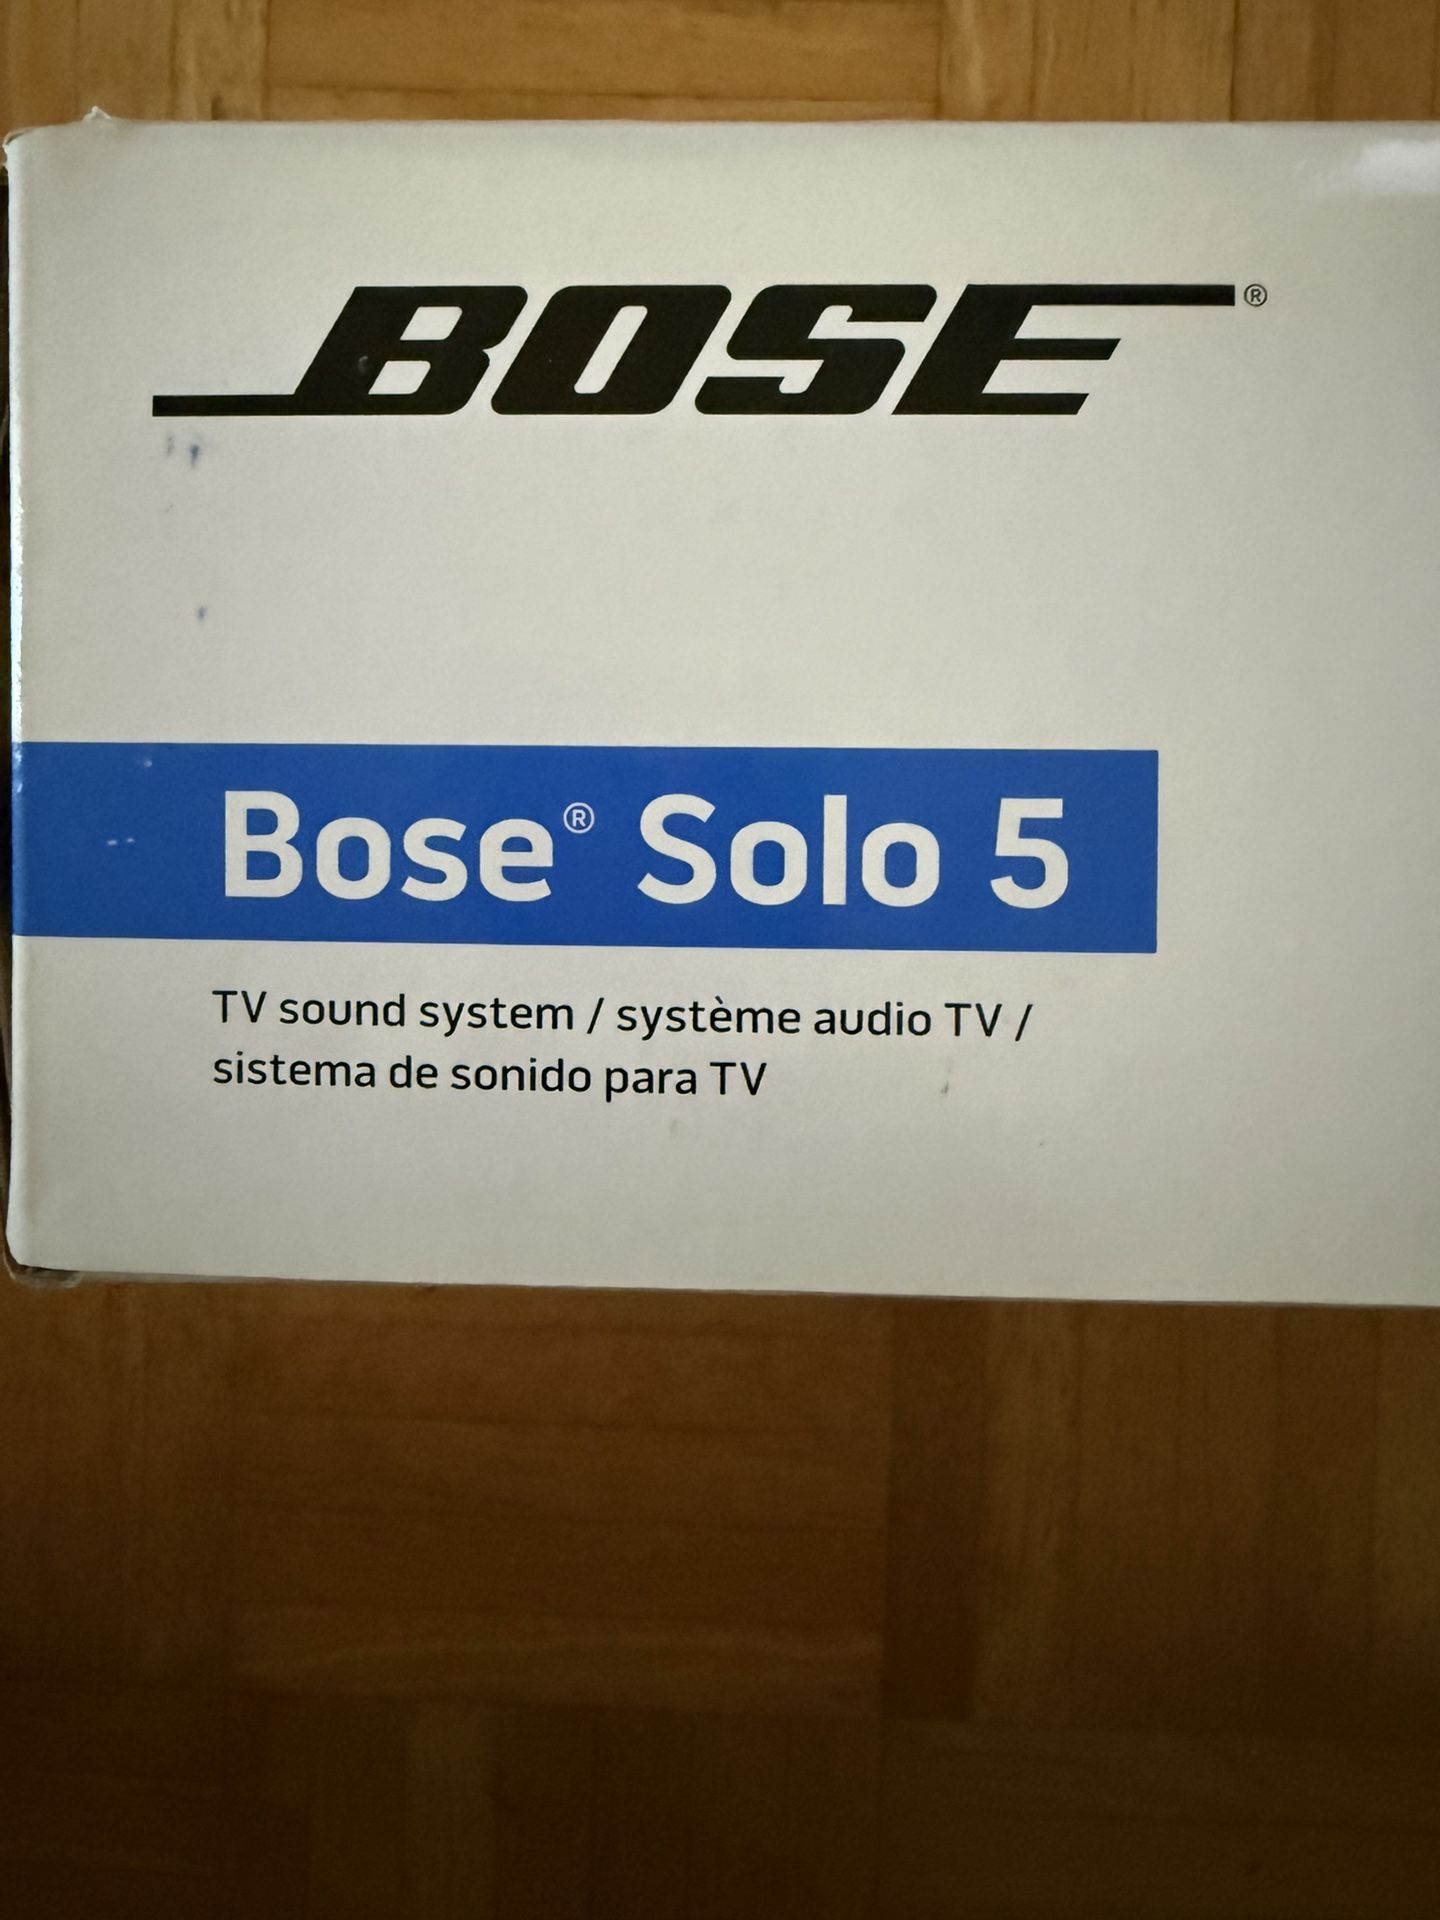 BOSE®
Bose® Solo 5
TV sound system / système audio TV /
sistema de sonido para TV